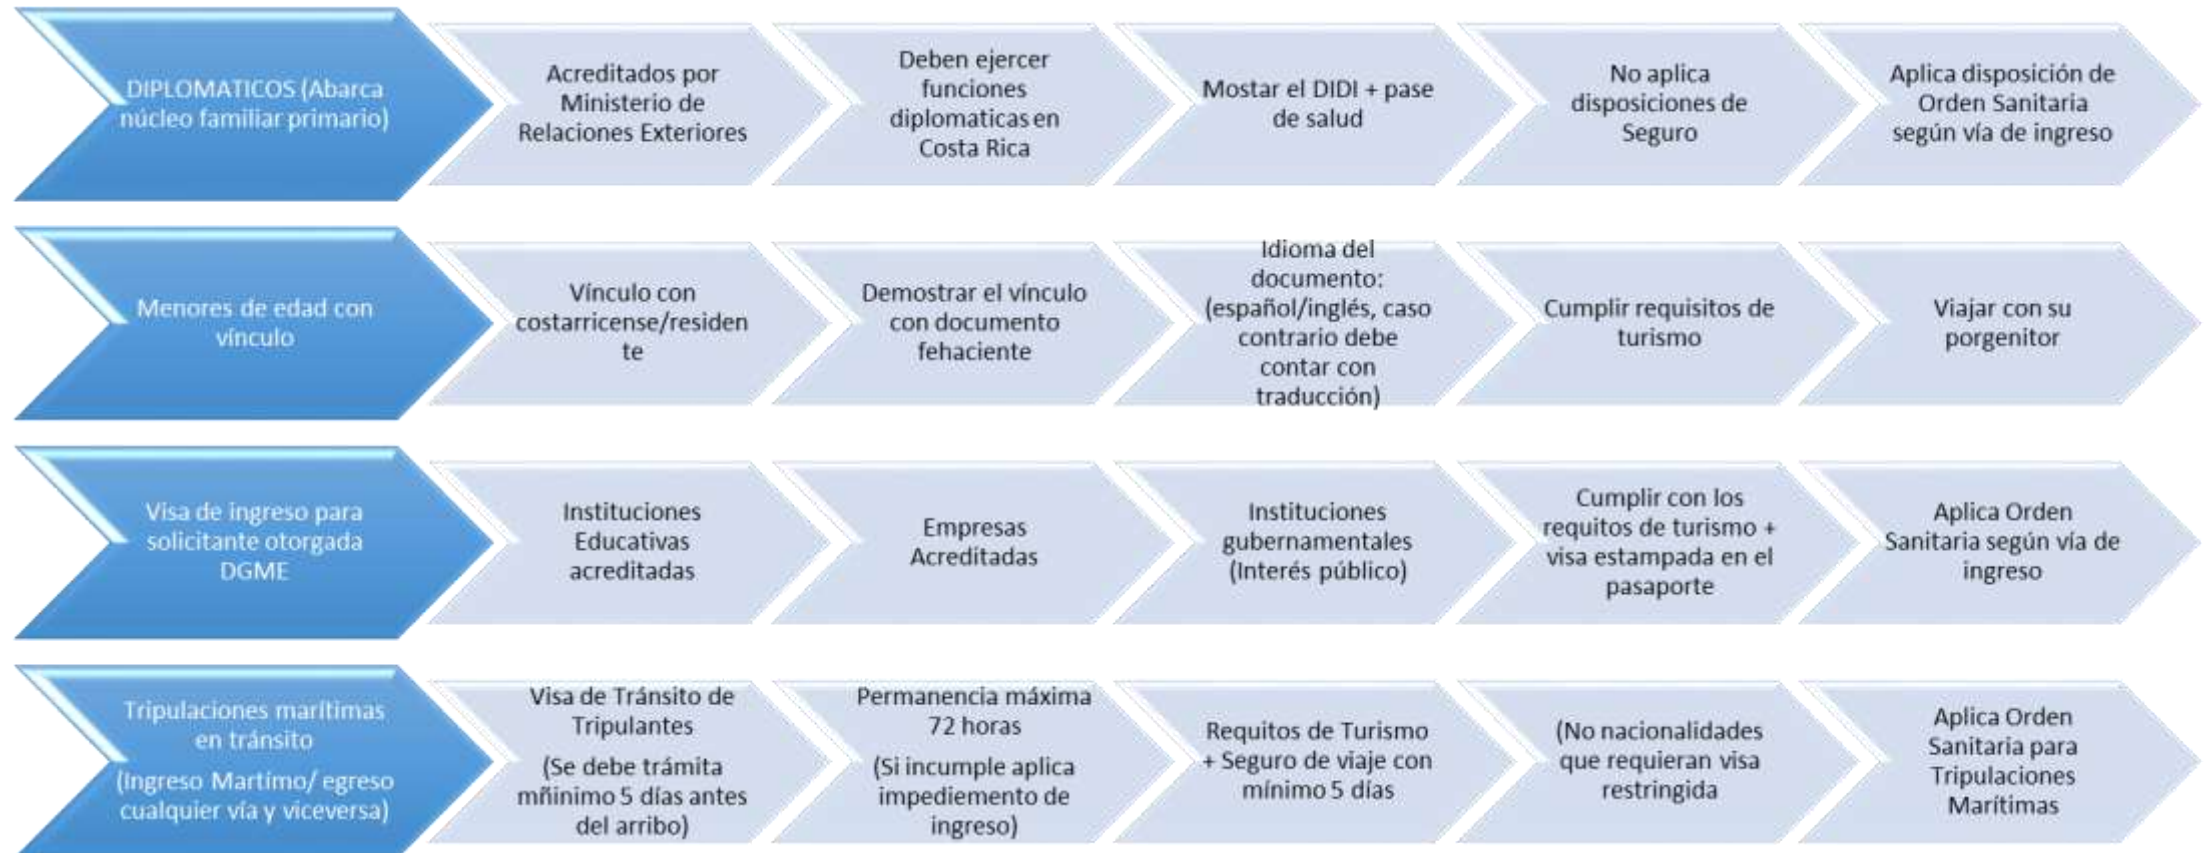 DIPLOMATICOS (Abarca
núcleo familiar primario)
Acreditados por
Ministerio de
Relaciones Exteriores
Deben ejercer
funciones
diplomaticas en
Costa Rica
Mostar el DIDI + pase
de salud
No aplica
disposiciones de
Seguro
Aplica disposición de
Orden Sanitaria
según vía de ingreso
Menores de edad con
vínculo
Vínculo con
costarricense/residen
te
Demostrar el vínculo
con documento
fehaciente
Idioma del
documento:
(español/inglés, caso
contrario debe
contar con
traducción)
Cumplir requisitos de
turismo
Viajar con su
porgenitor
Visa de ingreso para
solicitante otorgada
DGME
Instituciones
Educativas
acreditadas
Empresas
Acreditadas
Instituciones
gubernamentales
(Interés público)
Cumplir con los
requitos de turismo +
visa estampada en el
pasaporte
Aplica Orden
Sanitaria según vía de
ingreso
Tripulaciones marítimas
en tránsito
(Ingreso Martimo/ egreso
cualquier vía y viceversa)
Visa de Tránsito de
Tripulantes
(Se debe trámita
mñinimo 5 días antes
del arribo)
Permanencia máxima
72 horas
(Si incumple aplica
impediemento de
ingreso)
Requitos de Turismo
+ Seguro de viaje con
mínimo 5 días
(No nacionalidades
que requieran visa
restringida
Aplica Orden
Sanitaria para
Tripulaciones
Marítimas